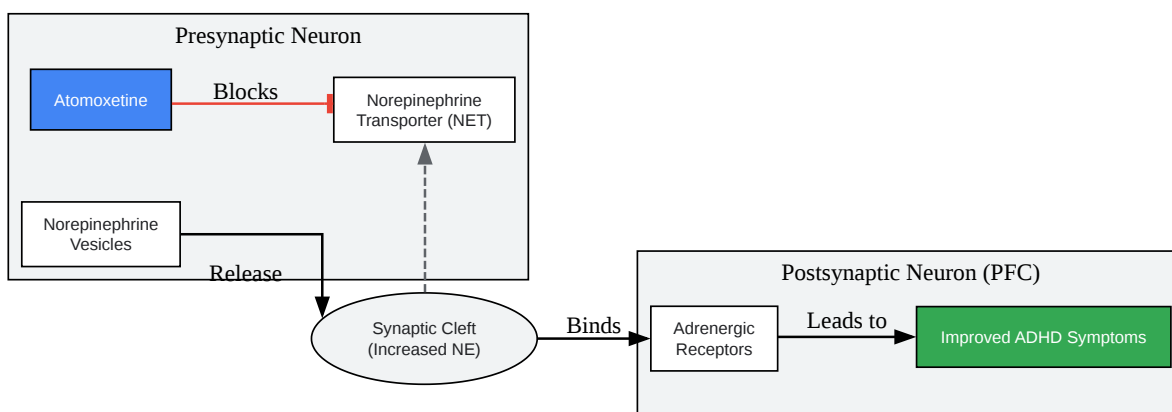 Presynaptic Neuron
Atomoxetine
Blocks
Norepinephrine
Transporter (NET)
Norepinephrine
Vesicles
Release
Synaptic Cleft
(Increased NE)
Binds
Postsynaptic Neuron (PFC)
Adrenergic
Receptors
Leads to
Improved ADHD Symptoms